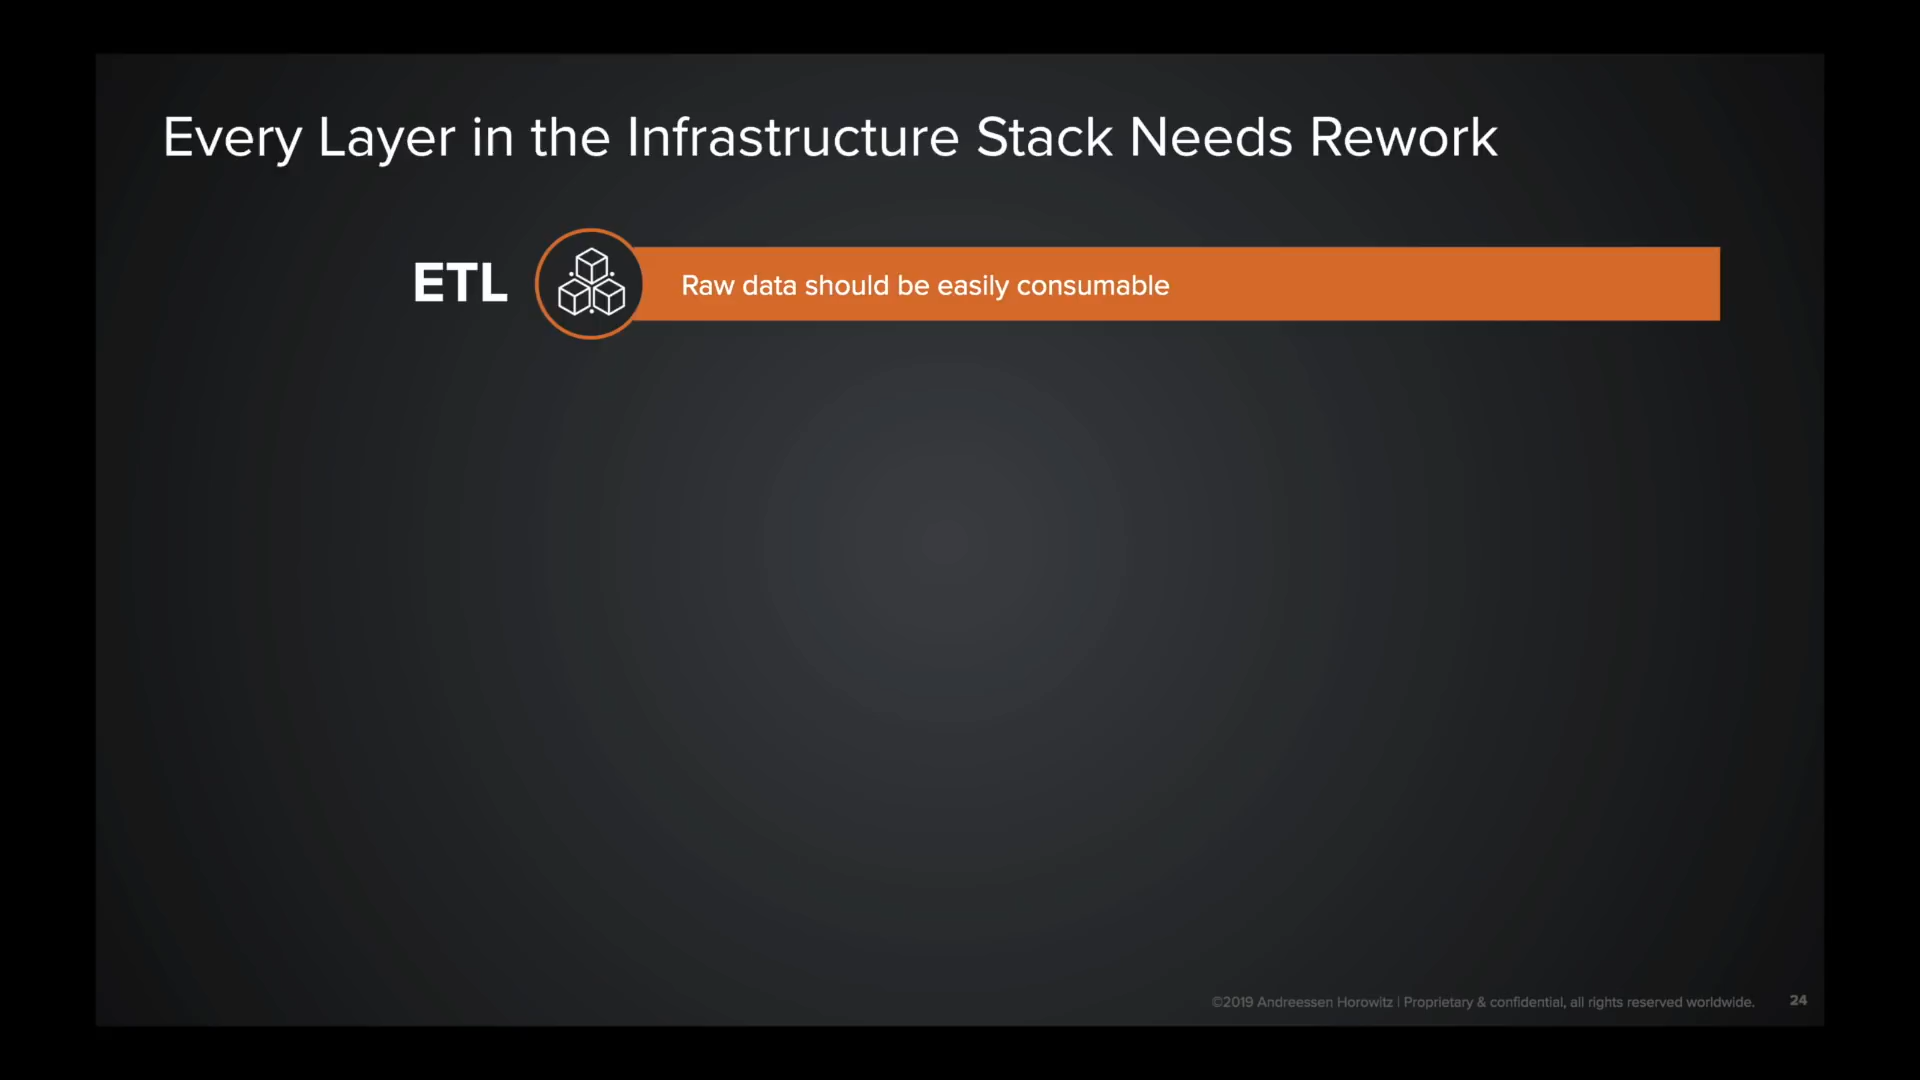 Every Layer in the Infrastructure Stack Needs Rework
ETL
Raw data should be easily consumable
©2019 Andreessen Horowitz | Proprietary & confidential, all rights reserved worldwide.
24